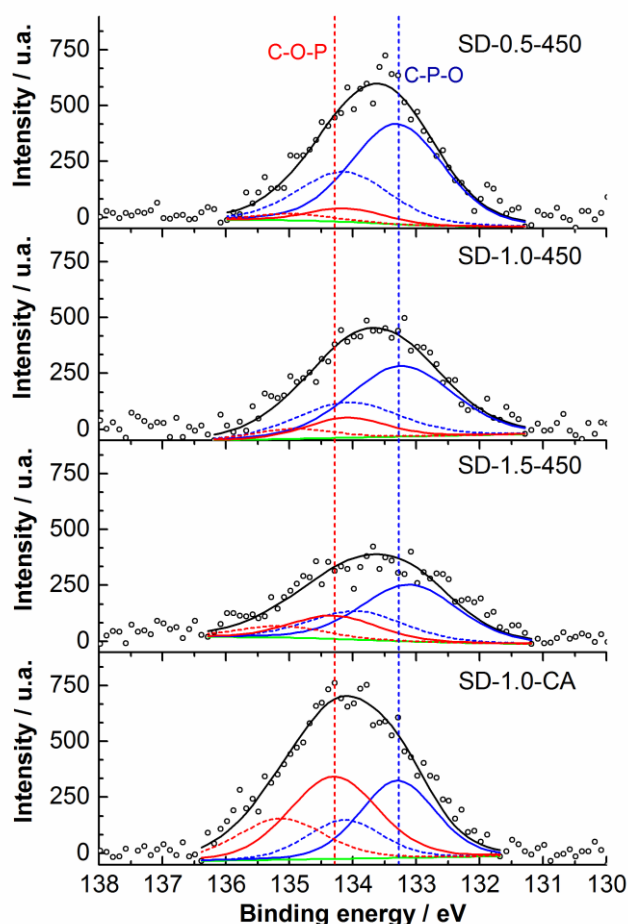 SD-0.5-450
C-O-P
C-P-O
Intensity / u.a.
750
500
250
0
SD-1.0-450
Intensity / u.a.
750
500
250
0
SD-1.5-450
Intensity / u.a.
750
500
250
0
SD-1.0-CA
Intensity / u.a.
750
500
250
0
138 137 136 135 134 133 132 131 130
Binding energy / eV